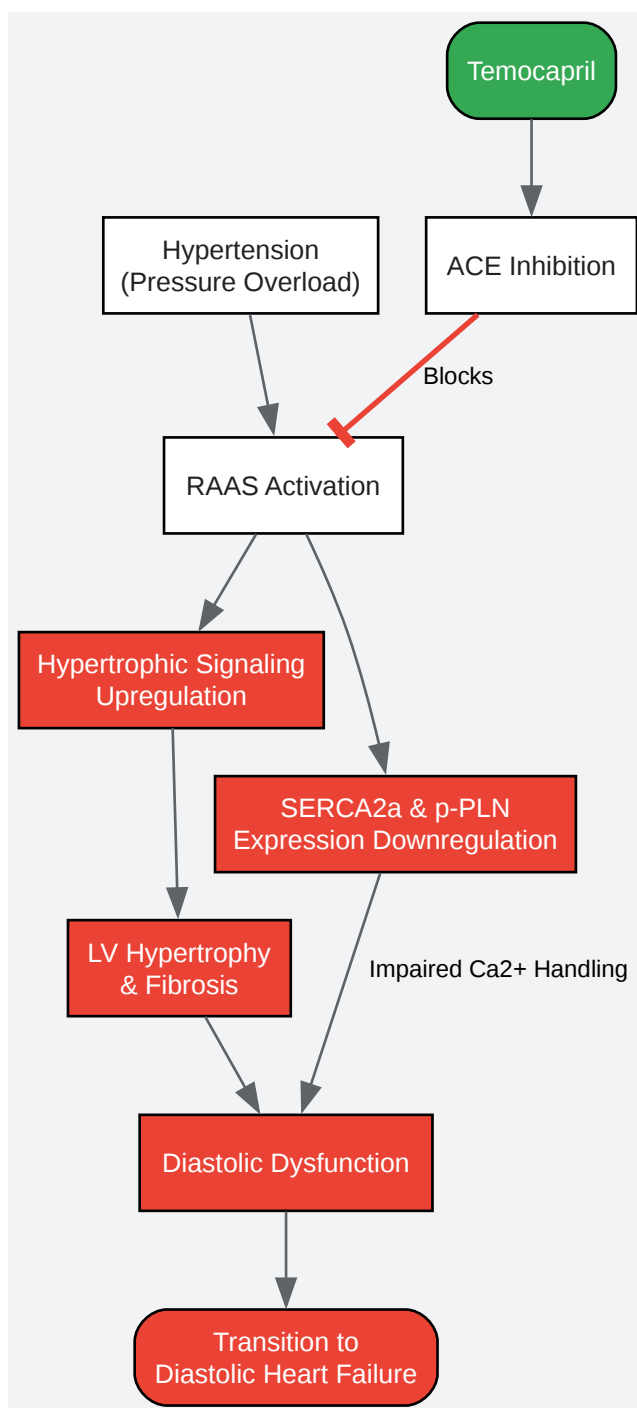 Temocapril
Hypertension
(Pressure Overload)
ACE Inhibition
Blocks
RAAS Activation
Hypertrophic Signaling
Upregulation
SERCA2a & p-PLN
Expression Downregulation
LV Hypertrophy
& Fibrosis
Impaired Ca2+ Handling
Diastolic Dysfunction
Transition to
Diastolic Heart Failure